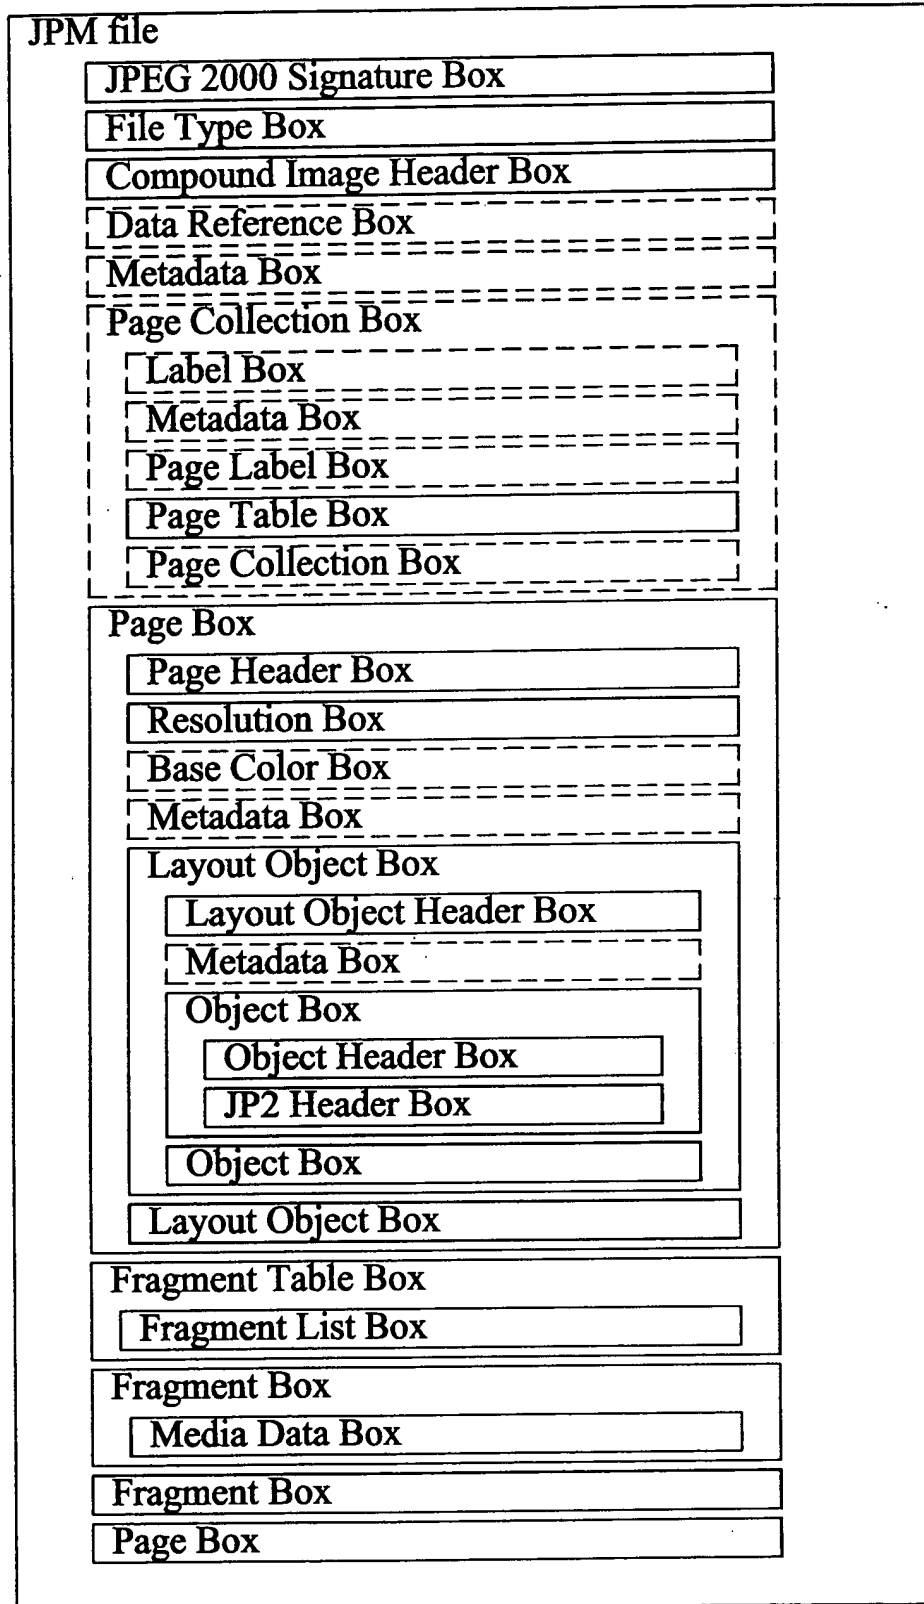 JPM file
JPEG 2000 Signature Box
File Type Box
Compound Image Header Box
Data Reference Box
Metadata Box
Page Collection Box
Label Box
Metadata Box
Page Label Box
Page Table Box
Page Collection Box
Page Box
Page Header Box
Resolution Box
Base Color Box
Metadata Box
Layout Object Box
Layout Object Header Box
Metadata Box
Object Box
Object Header Box
JP2 Header Box
Object Box
Layout Object Box
Fragment Table Box
Fragment List Box
Fragment Box
Media Data Box
Fragment Box
Page Box